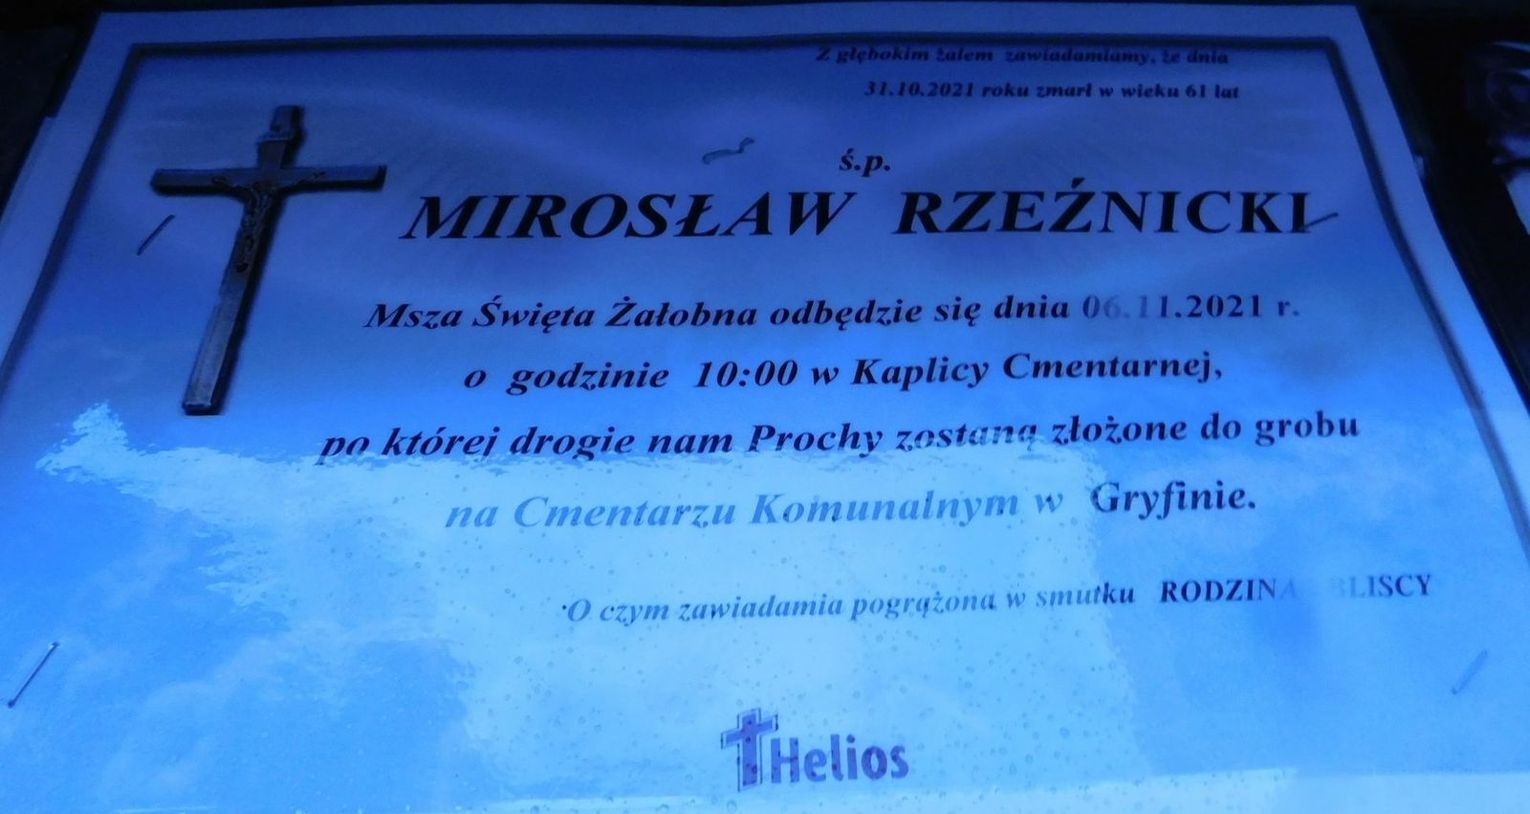 Z głębokim żalem zawiadamiamy, że dnia
31.10.2021 roku zmarł w wieku 61 lat
ś.p.
MIROSŁAW RZEŹNICKI
Msza Święta Żałobna odbędzie się dnia 06.11.2021 r.
o godzinie 10:00 w Kaplicy Cmentarnej,
po której drogie nam Prochy zostaną złożone do grobu
na Cmentarzu Komunalnym w Gryfinie.
O czym zawiadamia pogrążona w smutku RODZINA BLISCY
Helios